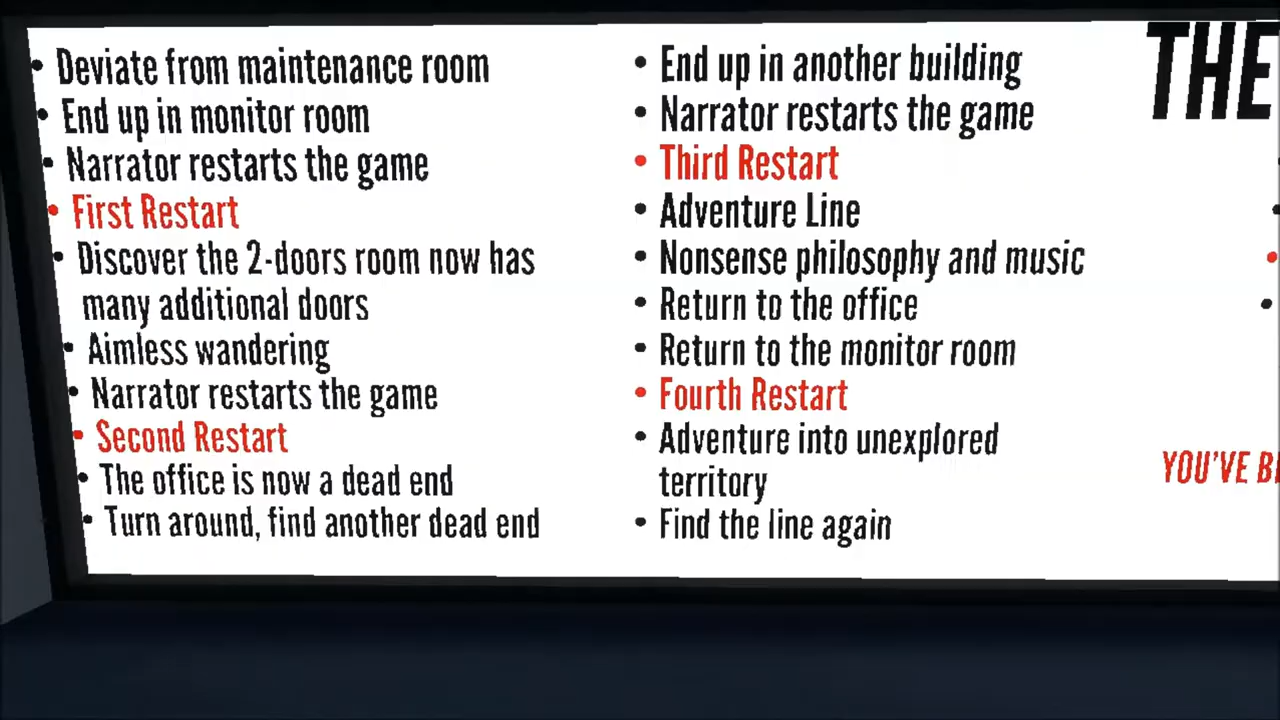 • Deviate from maintenance room
• End up in monitor room
• Narrator restarts the game
• First Restart
• Discover the 2-doors room now has
many additional doors
• Aimless wandering
• Narrator restarts the game
• Second Restart
• The office is now a dead end
• Turn around, find another dead end
• End up in another building
• Narrator restarts the game
• Third Restart
• Adventure Line
• Nonsense philosophy and music
• Return to the office
• Return to the monitor room
• Fourth Restart
• Adventure into unexplored
territory
• Find the line again
THE
YOU'VE